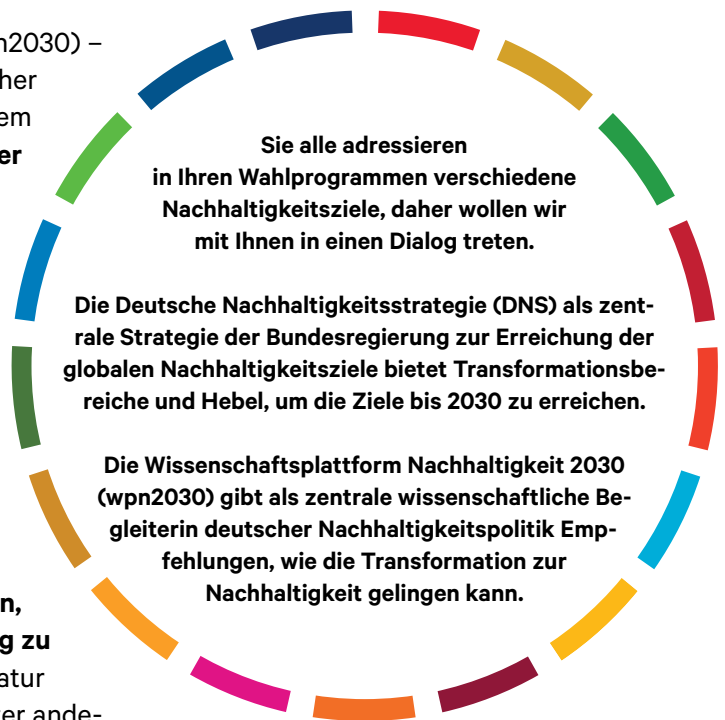 n2030) –
her
em
er
Sie alle adressieren
in Ihren Wahlprogrammen verschiedene
Nachhaltigkeitsziele, daher wollen wir
mit Ihnen in einen Dialog treten.
Die Deutsche Nachhaltigkeitsstrategie (DNS) als zent-
rale Strategie der Bundesregierung zur Erreichung der
globalen Nachhaltigkeitsziele bietet Transformationsbe-
reiche und Hebel, um die Ziele bis 2030 zu erreichen.
Die Wissenschaftsplattform Nachhaltigkeit 2030
(wpn2030) gibt als zentrale wissenschaftliche Be-
gleiterin deutscher Nachhaltigkeitspolitik Emp-
fehlungen, wie die Transformation zur
Nachhaltigkeit gelingen kann.
n,
g zu
atur
er ande-